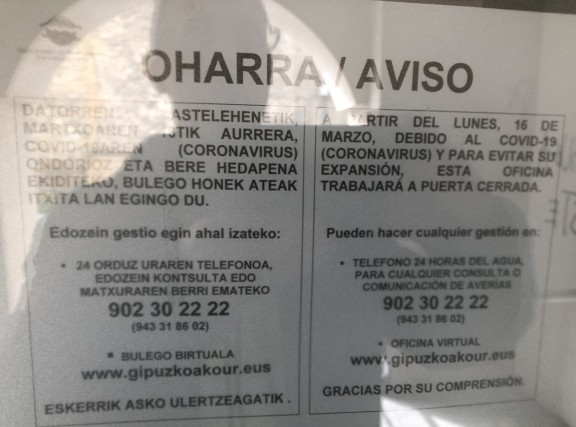 OHARRA / AVISO
DATORREN ASTELEHENETIK,
MARTXOAREN 16TIK AURRERA,
COVID-19AREN (CORONAVIRUS)
ONDORIOZ ETA BERE HEDAPENA
EKIDITEKO, BULEGO HONEK ATEAK
ITXITA LAN EGINGO DU.
Edozein gestio egin ahal izateko:
• 24 ORDUZ URAREN TELEFONOA,
EDOZEIN KONTSULTA EDO
MATXURAREN BERRI EMATEKO
902 30 22 22
(943 31 86 02)
• BULEGO BIRTUALA
www.gipuzkoakour.eus
ESKERRIK ASKO ULERTZEAGATIK .
A PARTIR DEL LUNES, 16 DE
MARZO, DEBIDO AL COVID-19
(CORONAVIRUS) Y PARA EVITAR SU
EXPANSIÓN, ESTA OFICINA
TRABAJARÁ A PUERTA CERRADA.
Pueden hacer cualquier gestión en:
• TELEFONO 24 HORAS DEL AGUA,
PARA CUALQUIER CONSULTA O
COMUNICACIÓN DE AVERÍAS
902 30 22 22
(943 31 86 02)
• OFICINA VIRTUAL
www.gipuzkoakour.eus
GRACIAS POR SU COMPRENSIÓN.